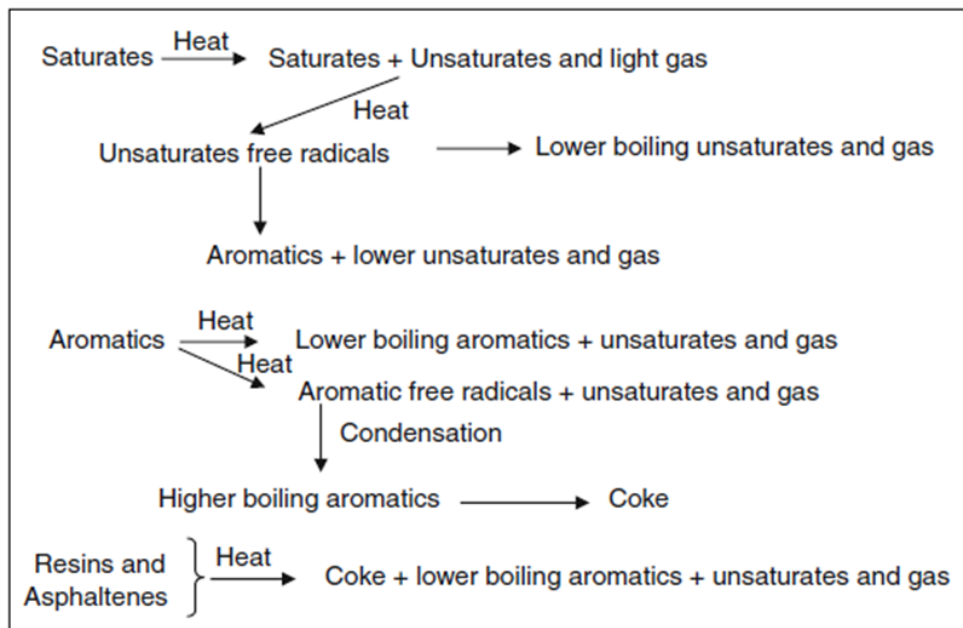 Saturates Heat Saturates + Unsaturates and light gas
Heat
Unsaturates free radicals Lower boiling unsaturates and gas
Aromatics + lower unsaturates and gas
Aromatics Heat Lower boiling aromatics + unsaturates and gas
Heat
Aromatic free radicals + unsaturates and gas
Condensation
Higher boiling aromatics Coke
Resins and
Asphaltenes
Heat
Coke + lower boiling aromatics + unsaturates and gas